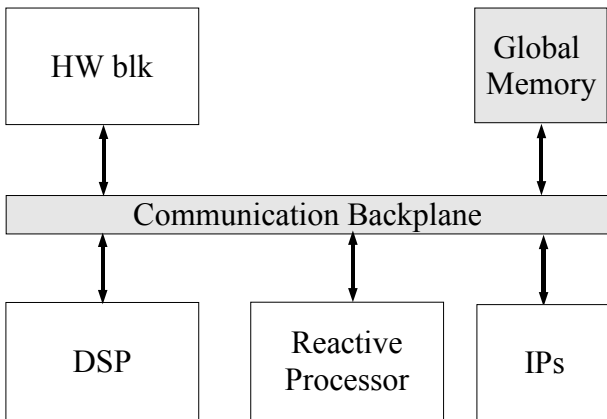 HW blk
Global
Memory
Communication Backplane
DSP
Reactive
Processor
IPs